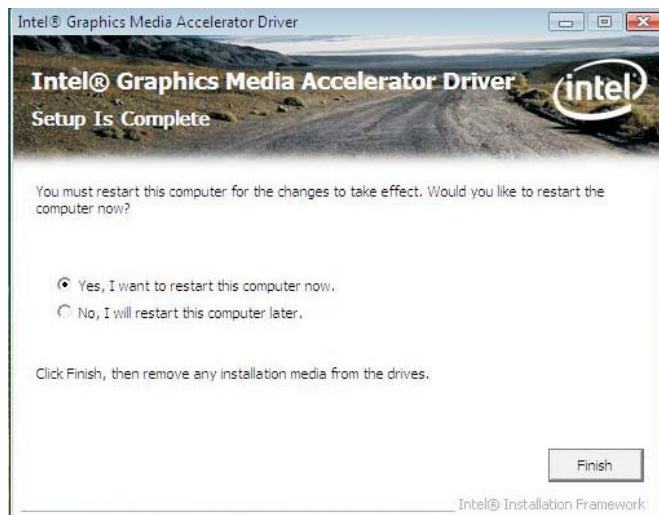 Intel® Graphics Media Accelerator Driver
Intel® Graphics Media Accelerator Driver
intel
Setup Is Complete
You must restart this computer for the changes to take effect. Would you like to restart the
computer now?
Yes, I want to restart this computer now.
No, I will restart this computer later.
Click Finish, then remove any installation media from the drives.
Finish
Intel® Installation Framework